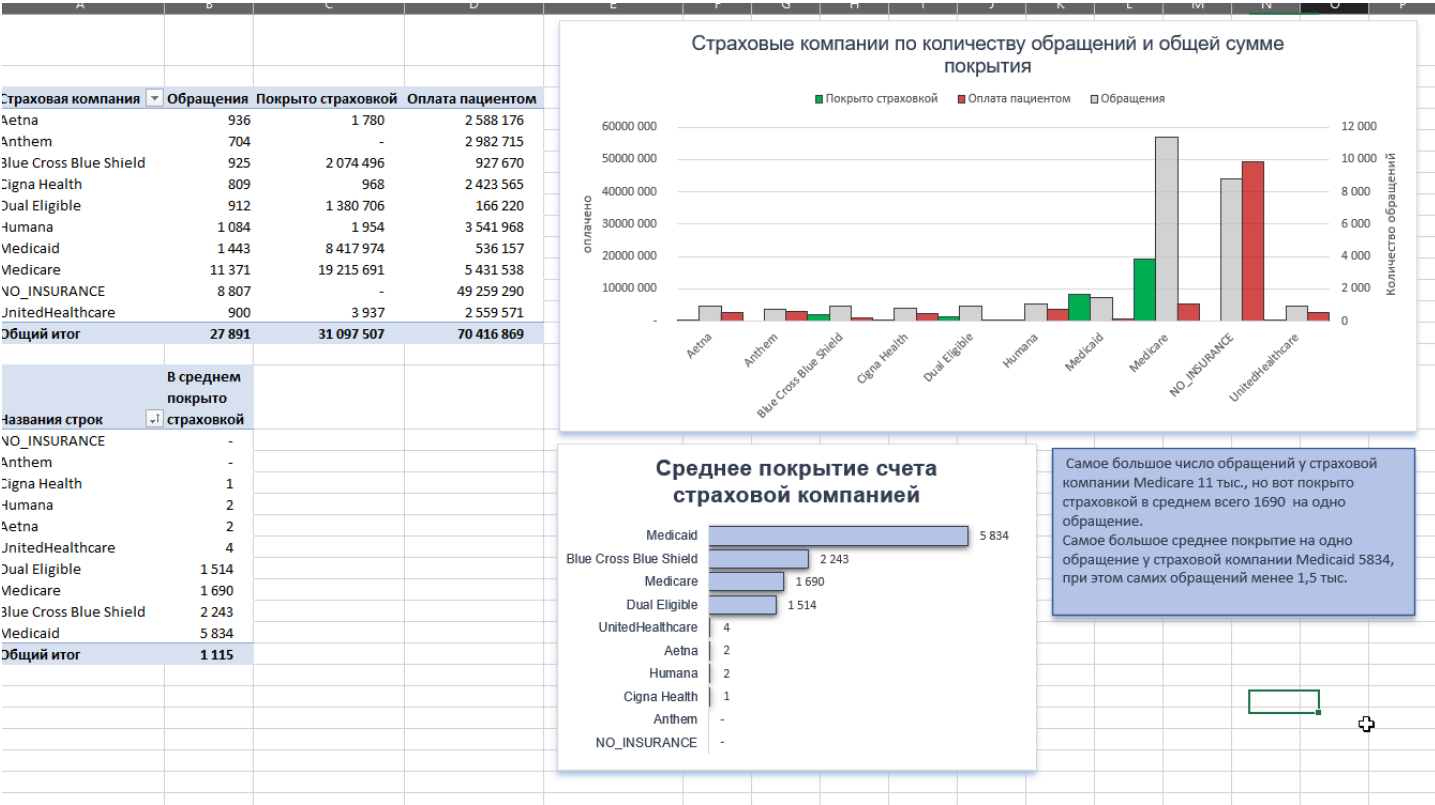 A B C D E F G H I J K L M N O P
Страховая компания Обращения Покрыто страховкой Оплата пациентом
Aetna 936 1 780 2 588 176
Anthem 704 - 2 982 715
Blue Cross Blue Shield 925 2 074 496 927 670
Cigna Health 809 968 2 423 565
Dual Eligible 912 1 380 706 166 220
Humana 1 084 1 954 3 541 968
Medicaid 1 443 8 417 974 536 157
Medicare 11 371 19 215 691 5 431 538
NO_INSURANCE 8 807 - 49 259 290
UnitedHealthcare 900 3 937 2 559 571
Общий итог 27 891 31 097 507 70 416 869
В среднем
покрыто
Названия строк страховкой
NO_INSURANCE -
Anthem -
Cigna Health 1
Humana 2
Aetna 2
UnitedHealthcare 4
Dual Eligible 1 514
Medicare 1 690
Blue Cross Blue Shield 2 243
Medicaid 5 834
Общий итог 1 115
Страховые компании по количеству обращений и общей сумме
покрытия
Покрыто страховкой Оплата пациентом Обращения
60000 000 12 000
50000 000 10 000
40000 000 8 000
30000 000 6 000
20000 000 4 000
10000 000 2 000
- 0
оплачено
Количество обращений
Aetna Anthem Blue Cross Blue Shield Cigna Health Dual Eligible Humana Medicaid Medicare NO_INSURANCE UnitedHealthcare
Среднее покрытие счета
страховой компанией
Medicaid 5 834
Blue Cross Blue Shield 2 243
Medicare 1 690
Dual Eligible 1 514
UnitedHealthcare 4
Aetna 2
Humana 2
Cigna Health 1
Anthem -
NO_INSURANCE -
Самое большое число обращений у страховой
компании Medicare 11 тыс., но вот покрыто
страховкой в среднем всего 1690 на одно
обращение.
Самое большое среднее покрытие на одно
обращение у страховой компании Medicaid 5834,
при этом самих обращений менее 1,5 тыс.